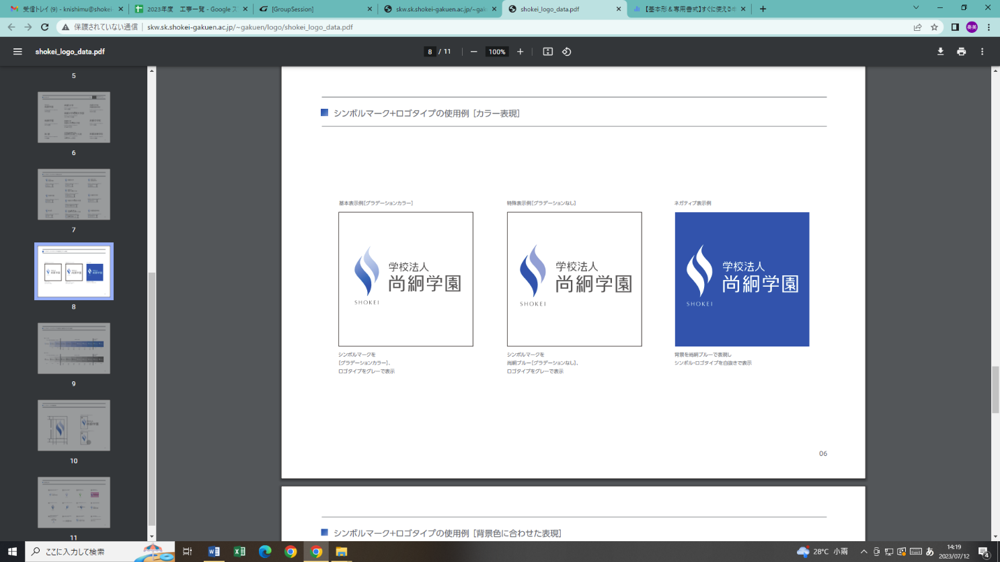 受信トレイ (9) - knishimu@shokei
2023年度 工事一覧 - Google ス
[GroupSession]
skw.sk.shokei-gakuen.ac.jp/~gak
shokei_logo_data.pdf
【基本形＆専用書式】すぐに使える
保護されていない通信
skw.sk.shokei-gakuen.ac.jp/~gakuen/logo/shokei_logo_data.pdf
shokei_logo_data.pdf
8 / 11
100%
5
6
7
8
9
10
11
シンボルマーク+ロゴタイプの使用例 [カラー表現]
基本表示例[グラデーションカラー]
特殊表示例[グラデーションなし]
ネガティブ表示例
学校法人
尚絅学園
SHOKEI
学校法人
尚絅学園
SHOKEI
学校法人
尚絅学園
SHOKEI
シンボルマークを
[グラデーションカラー]、
ロゴタイプをグレーで表示
シンボルマークを
尚絅ブルー[グラデーションなし]、
ロゴタイプをグレーで表示
背景を尚絅ブルーで表現し
シンボル・ロゴタイプを白抜きで表示
06
シンボルマーク+ロゴタイプの使用例 [背景色に合わせた表現]
ここに入力して検索
28°C 小雨
あ
14:19
2023/07/12
4